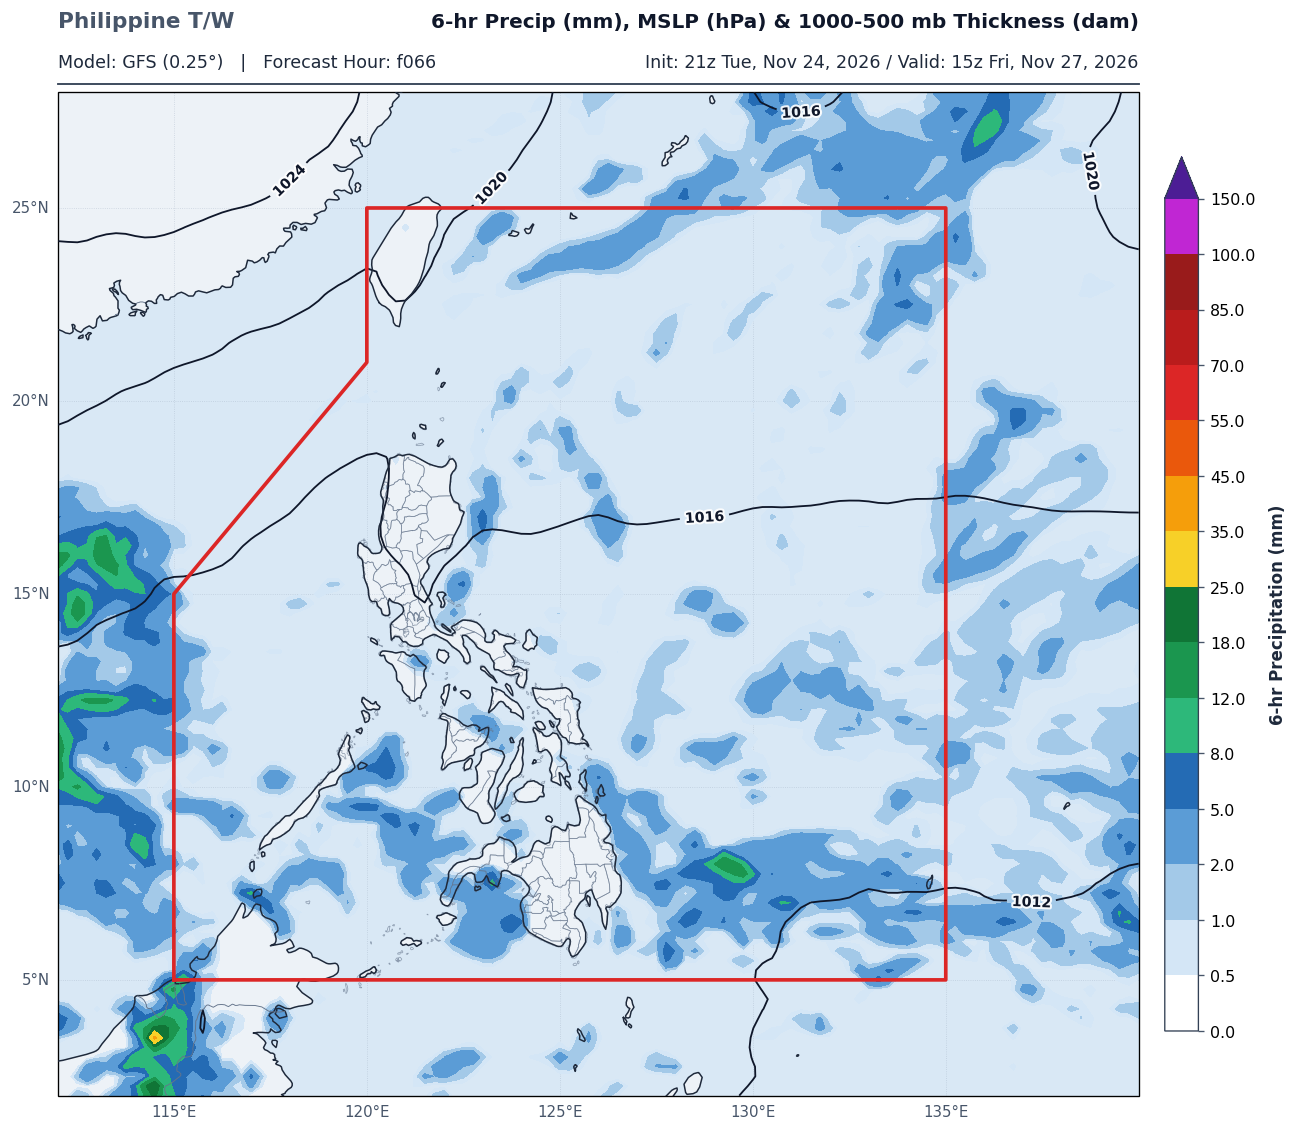 Philippine T/W
6-hr Precip (mm), MSLP (hPa) & 1000-500 mb Thickness (dam)
Model: GFS (0.25°) | Forecast Hour: f066
Init: 21z Tue, Nov 24, 2026 / Valid: 15z Fri, Nov 27, 2026
1016
1024
1020
1020
1016
1012
25°N
20°N
15°N
10°N
5°N
115°E
120°E
125°E
130°E
135°E
150.0
100.0
85.0
70.0
55.0
45.0
35.0
25.0
18.0
12.0
8.0
5.0
2.0
1.0
0.5
0.0
6-hr Precipitation (mm)